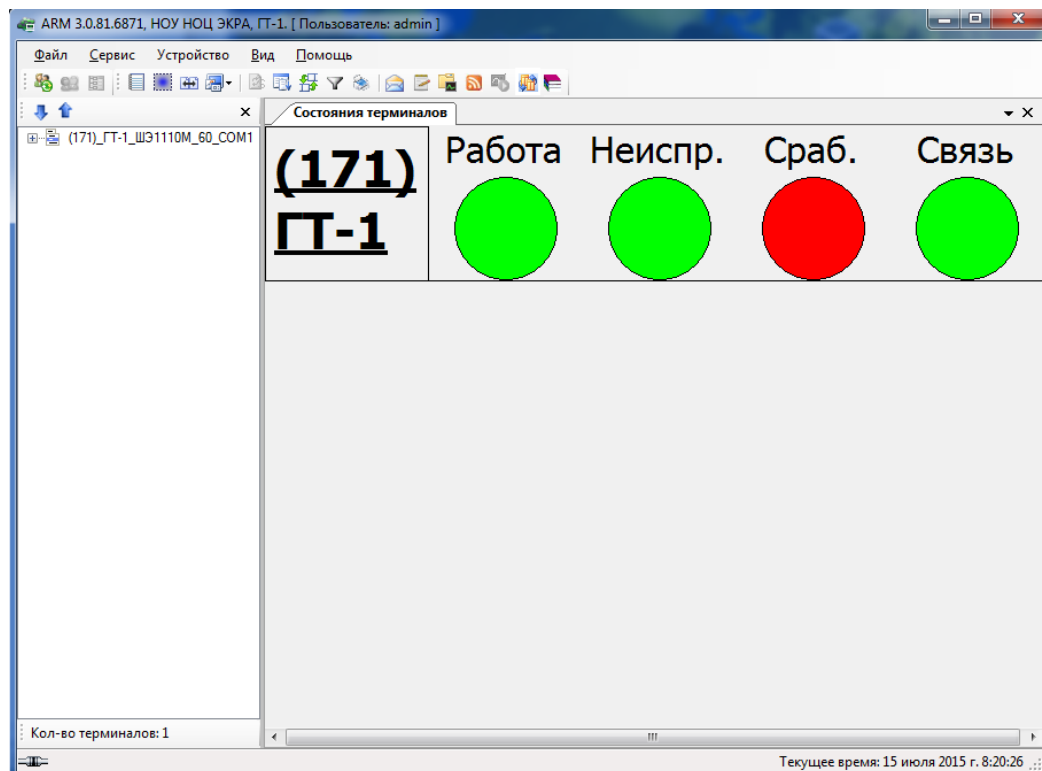 ARM 3.0.81.6871, НОУ НОЦ ЭКРА, ГТ-1. [ Пользователь: admin ]
Файл Сервис Устройство Вид Помощь
Состояния терминалов
(171)_ГТ-1_ШЭ1110М_60_COM1
(171)
ГТ-1
Работа Неиспр. Сраб. Связь
Кол-во терминалов: 1
Текущее время: 15 июля 2015 г. 8:20:26